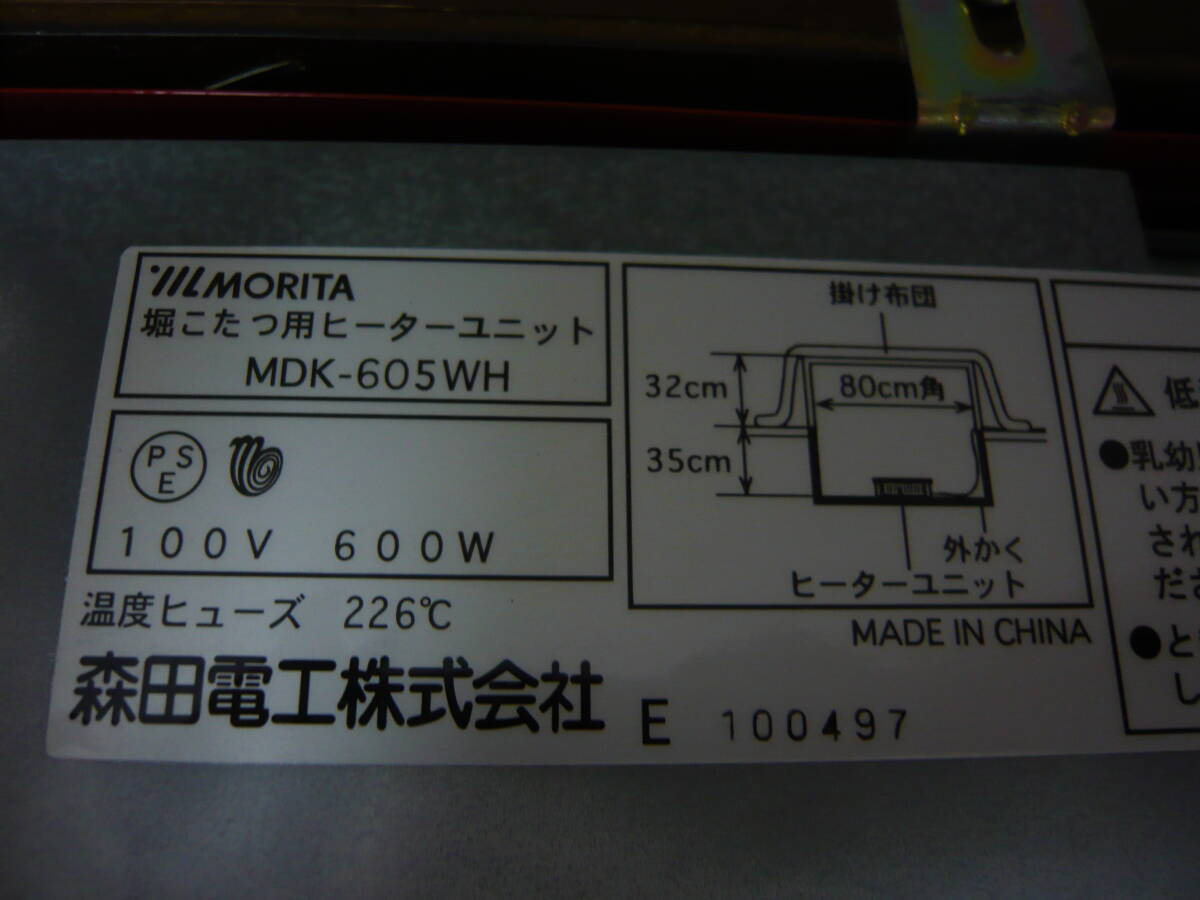 MORITA
堀こたつ用ヒーターユニット
MDK-605WH
PSE
100V 600W
温度ヒューズ 226℃
森田電工株式会社 E 100497
掛け布団
32cm
80cm角
35cm
外かく
ヒーターユニット
MADE IN CHINA
低
●乳幼
い方
され
ださ
●と
し